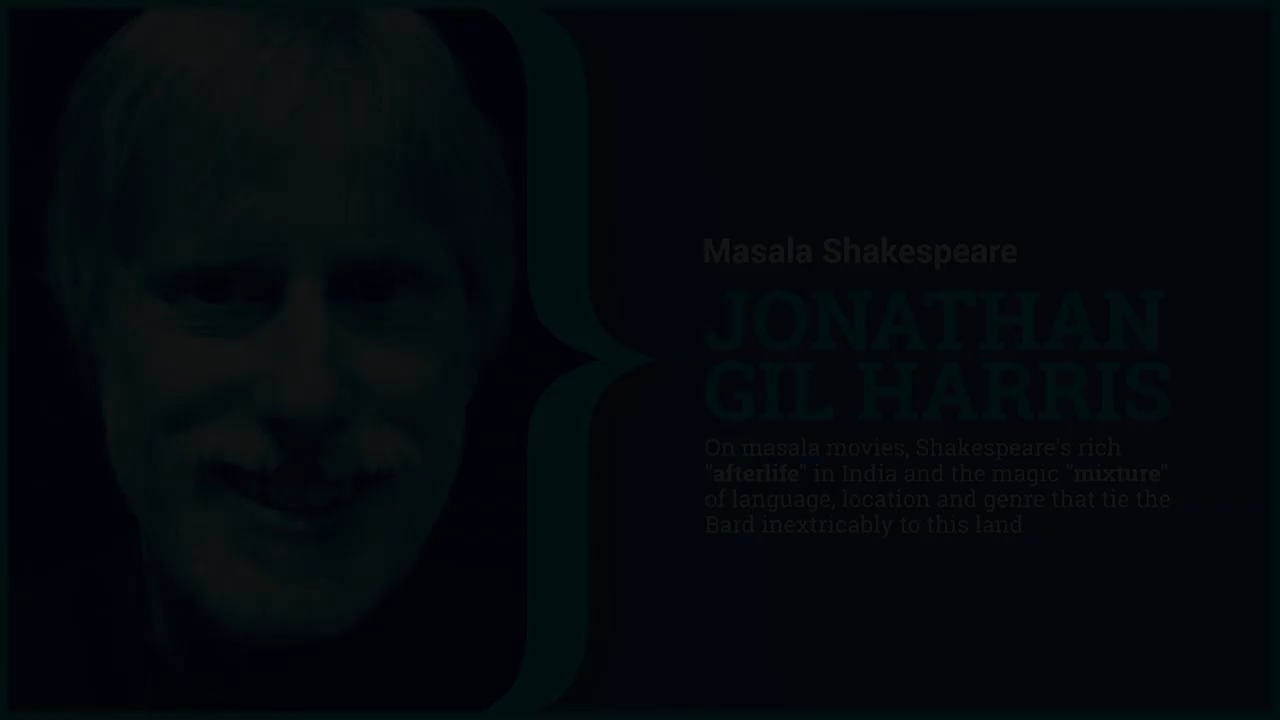 Masala Shakespeare
JONATHAN
GIL HARRIS
On masala movies, Shakespeare's rich
"afterlife" in India and the magic "mixture"
of language, location and genre that tie the
Bard inextricably to this land